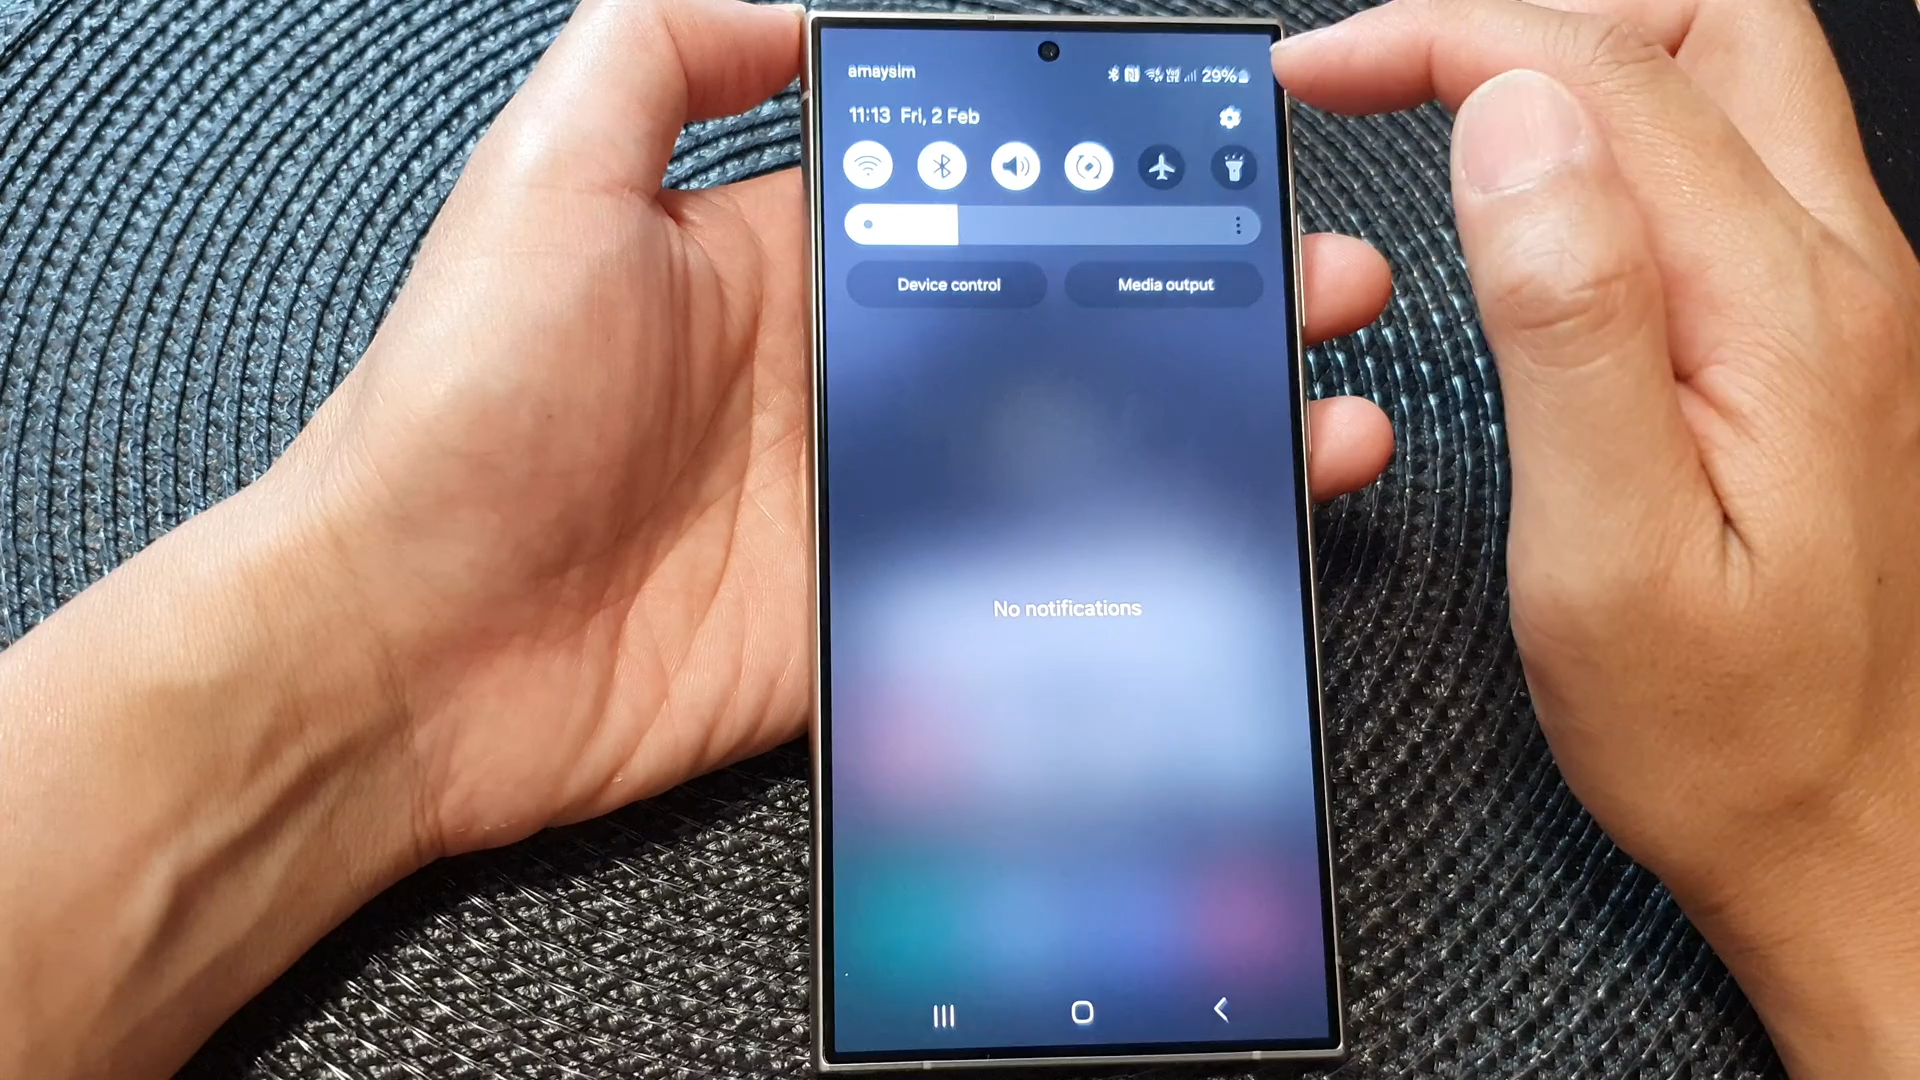 amaysim
29%
11:13 Fri, 2 Feb
Device control
Media output
No notifications